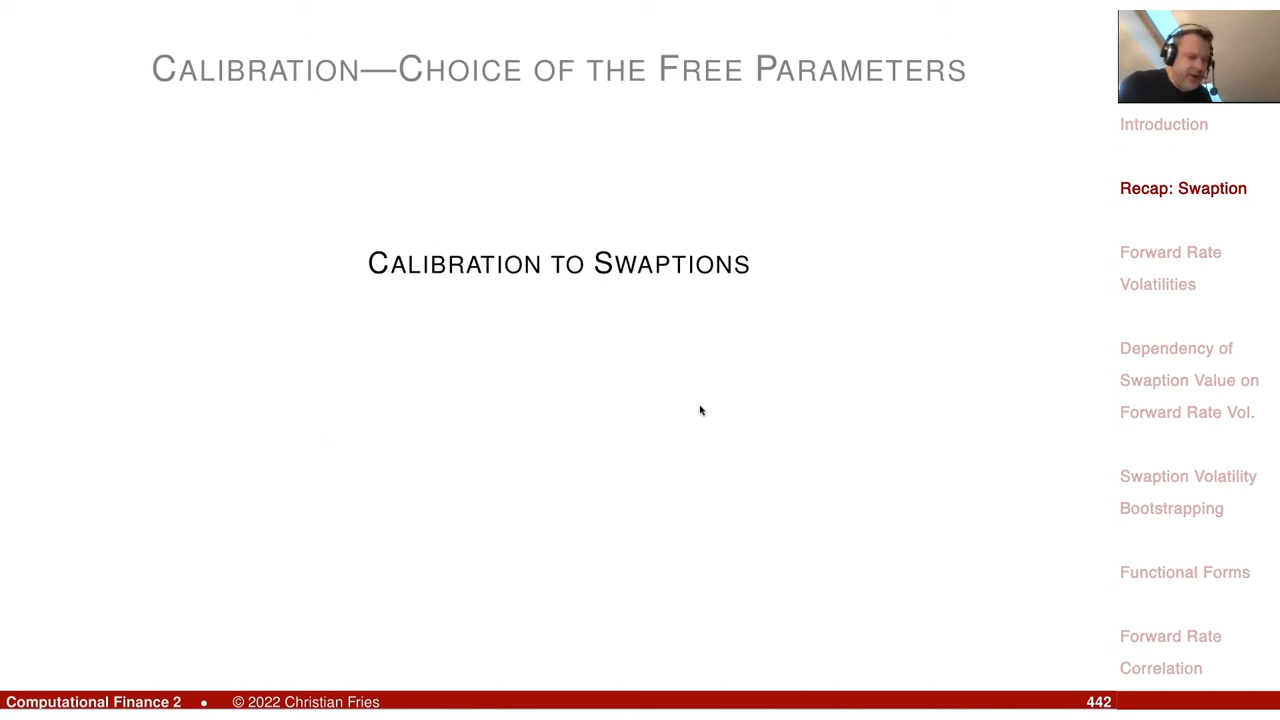 CALIBRATION—CHOICE OF THE FREE PARAMETERS
CALIBRATION TO SWAPTIONS
Introduction
Recap: Swaption
Forward Rate
Volatilities
Dependency of
Swaption Value on
Forward Rate Vol.
Swaption Volatility
Bootstrapping
Functional Forms
Forward Rate
Correlation
Computational Finance 2 • © 2022 Christian Fries 442